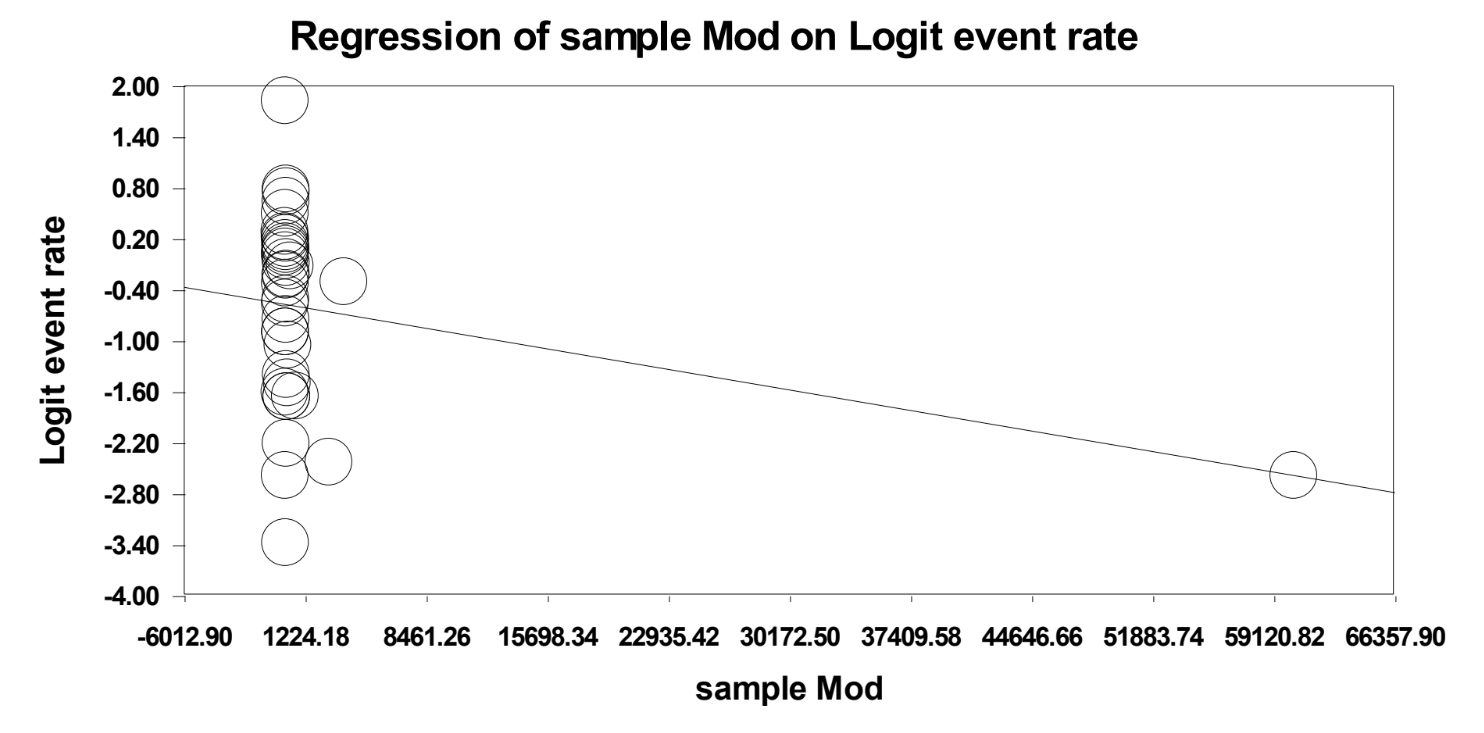 Regression of sample Mod on Logit event rate
2.00
1.40
0.80
0.20
-0.40
-1.00
-1.60
-2.20
-2.80
-3.40
-4.00
Logit event rate
-6012.90 1224.18 8461.26 15698.34 22935.42 30172.50 37409.58 44646.66 51883.74 59120.82 66357.90
sample Mod